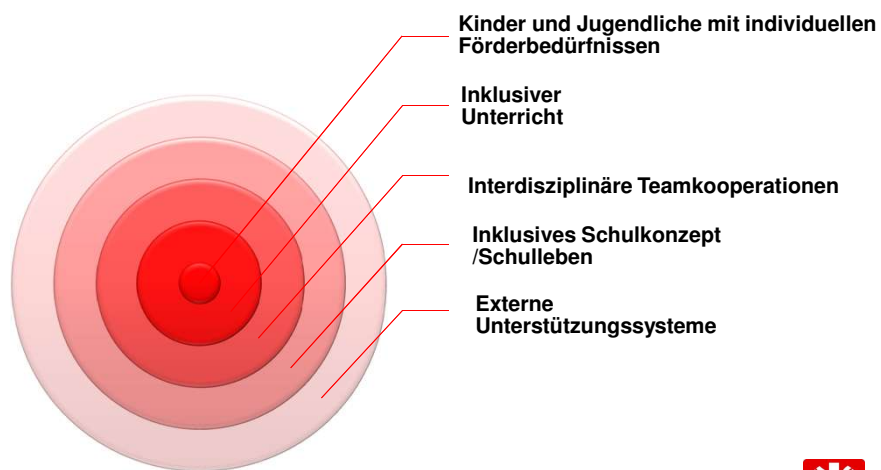 Kinder und Jugendliche mit individuellen
Förderbedürfnissen
Inklusiver
Unterricht
Interdisziplinäre Teamkooperationen
Inklusives Schulkonzept
/Schulleben
Externe
Unterstützungssysteme